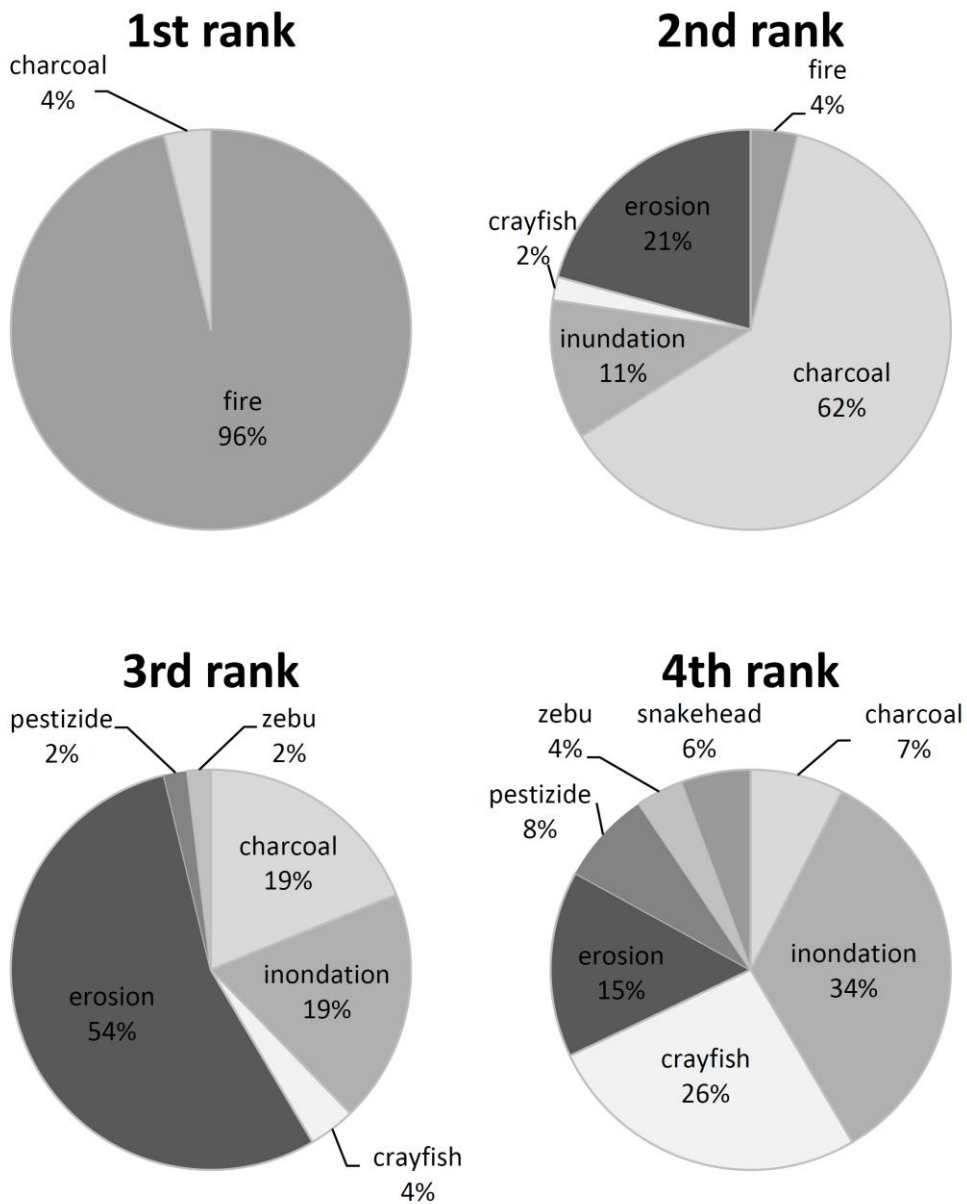 1st rank
charcoal
4%
fire
96%
2nd rank
fire
4%
erosion
21%
crayfish
2%
inundation
11%
charcoal
62%
3rd rank
pestizide
2%
zebu
2%
charcoal
19%
inondation
19%
erosion
54%
crayfish
4%
4th rank
zebu
4%
snakehead
6%
charcoal
7%
pestizide
8%
erosion
15%
inondation
34%
crayfish
26%